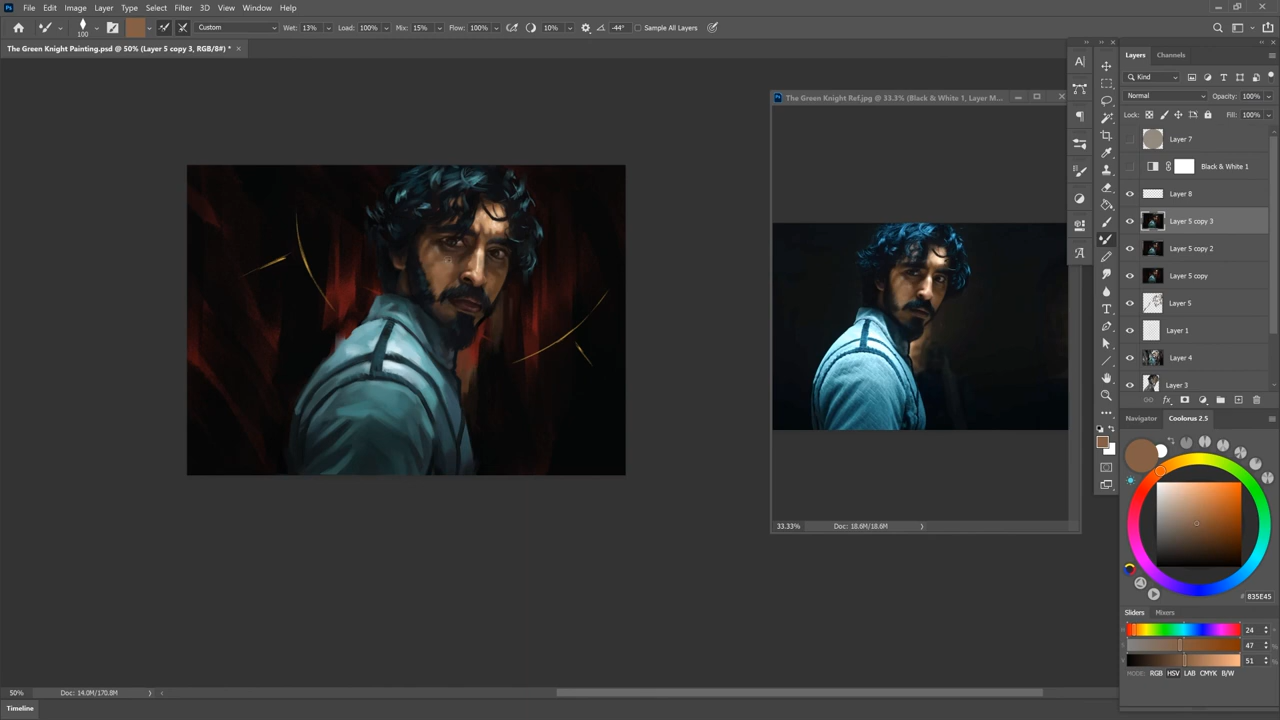 Ps File Edit Image Layer Type Select Filter 3D View Window Help
100 Custom Wet: 13% Load: 100% Mix: 15% Flow: 100% 10% -44° Sample All Layers
The Green Knight Painting.psd @ 50% (Layer 5 copy 3, RGB/8#) * ×
The Green Knight Ref.jpg @ 33.3% (Black & White 1, Layer M...
33.33% Doc: 18.6M/18.6M
Layers Channels
Kind
Normal Opacity: 100%
Lock: Fill: 100%
Layer 7
Black & White 1
Layer 8
Layer 5 copy 3
Layer 5 copy 2
Layer 5 copy
Layer 5
Layer 1
Layer 4
Layer 3
fx
Navigator Coolorus 2.5
# 835E45
Sliders Mixers
24
47
51
MODE: RGB HSV LAB CMYK B/W
50% Doc: 14.0M/170.8M
Timeline